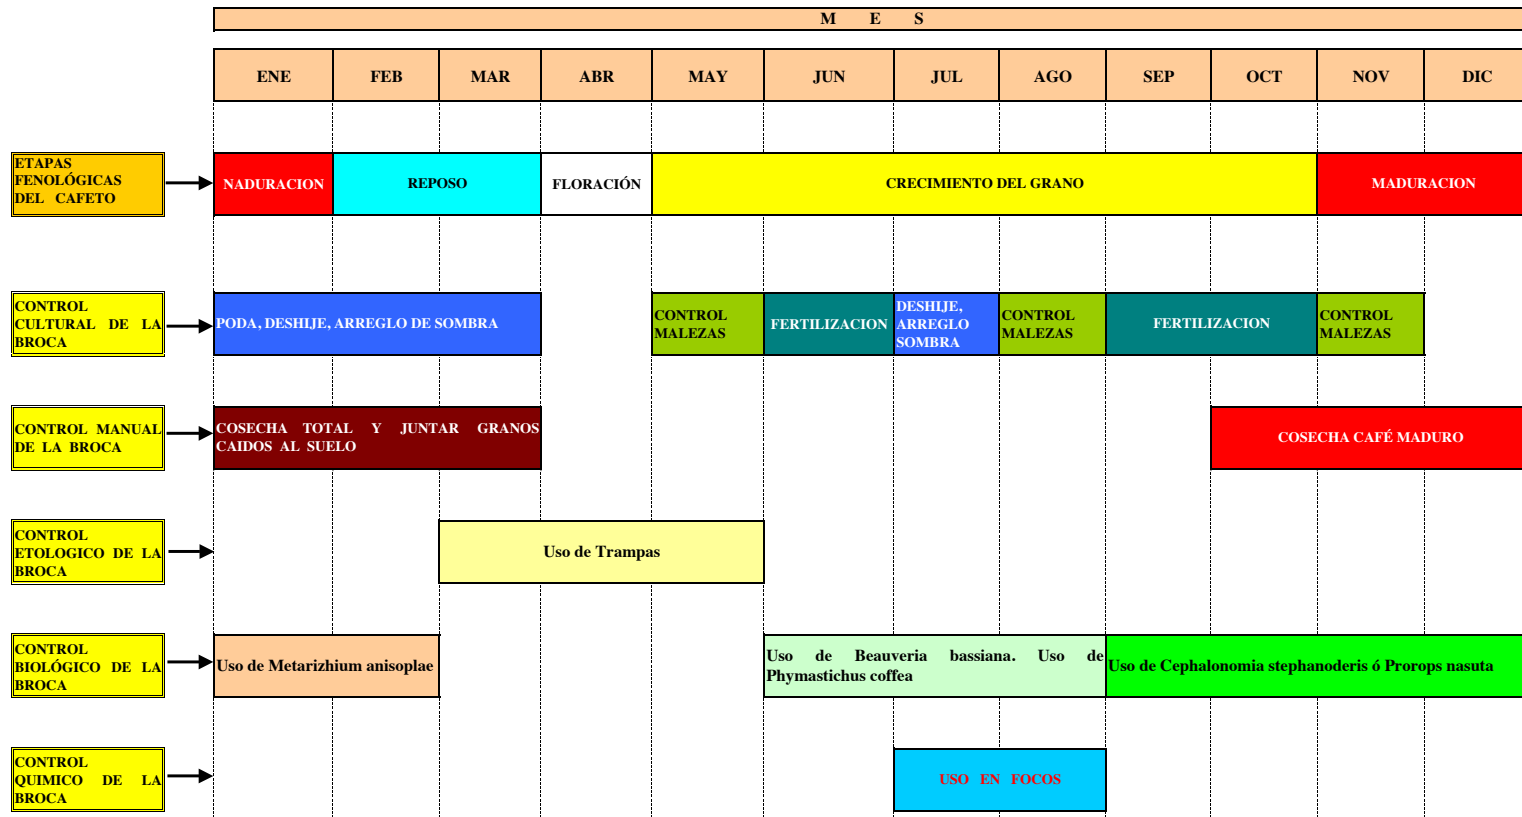 M E S
ENE FEB MAR ABR MAY JUN JUL AGO SEP OCT NOV DIC
ETAPAS
FENOLÓGICAS
DEL CAFETO
NADURACION
REPOSO
FLORACIÓN
CRECIMIENTO DEL GRANO
MADURACION
CONTROL
CULTURAL DE LA
BROCA
PODA, DESHIJE, ARREGLO DE SOMBRA
CONTROL
MALEZAS
FERTILIZACION
DESHIJE,
ARREGLO
SOMBRA
CONTROL
MALEZAS
FERTILIZACION
CONTROL
MALEZAS
CONTROL MANUAL
DE LA BROCA
COSECHA TOTAL Y JUNTAR GRANOS
CAIDOS AL SUELO
COSECHA CAFÉ MADURO
CONTROL
ETOLOGICO DE LA
BROCA
Uso de Trampas
CONTROL
BIOLÓGICO DE LA
BROCA
Uso de Metarizhium anisoplae
Uso de Beauveria bassiana. Uso de
Phymastichus coffea
Uso de Cephalonomia stephanoderis ó Prorops nasuta
CONTROL
QUIMICO DE LA
BROCA
USO EN FOCOS